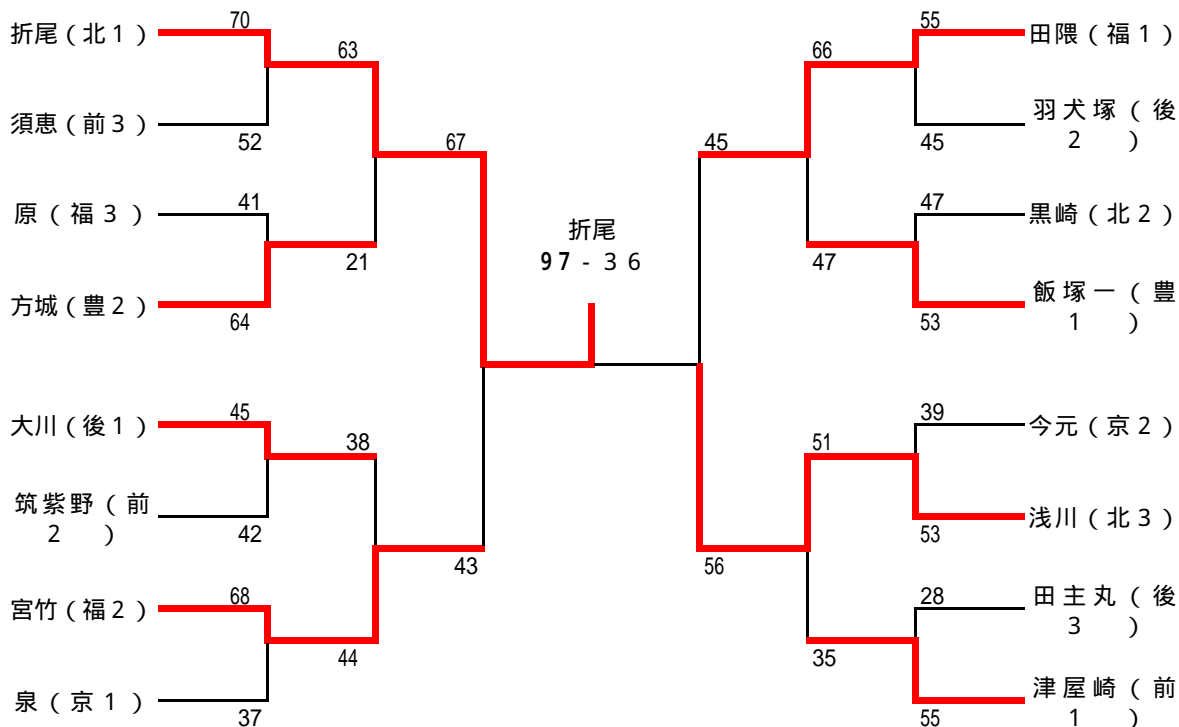 70
折尾(北1)
63
須恵(前3)
52
67
41
原(福3)
21
方城(豊2)
64
45
大川(後1)
38
筑紫野(前
2 )
42
43
68
宮竹(福2)
44
泉(京1)
37
折尾
97-36
55
田隈(福1)
66
羽犬塚(後
2 )
45
45
47
黒崎(北2)
47
飯塚一(豊
1 )
53
39
今元(京2)
51
浅川(北3)
53
56
28
田主丸(後
3 )
35
津屋崎(前
1 )
55